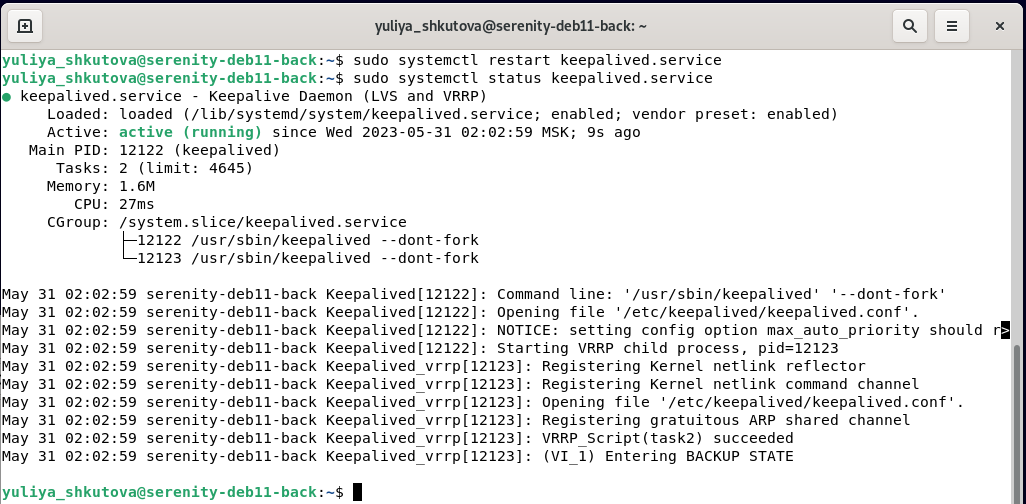 yuliya_shkutova@serenity-deb11-back: ~
yuliya_shkutova@serenity-deb11-back:~$ sudo systemctl restart keepalived.service
yuliya_shkutova@serenity-deb11-back:~$ sudo systemctl status keepalived.service
● keepalived.service - Keepalive Daemon (LVS and VRRP)
     Loaded: loaded (/lib/systemd/system/keepalived.service; enabled; vendor preset: enabled)
     Active: active (running) since Wed 2023-05-31 02:02:59 MSK; 9s ago
   Main PID: 12122 (keepalived)
      Tasks: 2 (limit: 4645)
     Memory: 1.6M
        CPU: 27ms
     CGroup: /system.slice/keepalived.service
             ├─12122 /usr/sbin/keepalived --dont-fork
             └─12123 /usr/sbin/keepalived --dont-fork
May 31 02:02:59 serenity-deb11-back Keepalived[12122]: Command line: '/usr/sbin/keepalived' '--dont-fork'
May 31 02:02:59 serenity-deb11-back Keepalived[12122]: Opening file '/etc/keepalived/keepalived.conf'.
May 31 02:02:59 serenity-deb11-back Keepalived[12122]: NOTICE: setting config option max_auto_priority should r>
May 31 02:02:59 serenity-deb11-back Keepalived[12122]: Starting VRRP child process, pid=12123
May 31 02:02:59 serenity-deb11-back Keepalived_vrrp[12123]: Registering Kernel netlink reflector
May 31 02:02:59 serenity-deb11-back Keepalived_vrrp[12123]: Registering Kernel netlink command channel
May 31 02:02:59 serenity-deb11-back Keepalived_vrrp[12123]: Opening file '/etc/keepalived/keepalived.conf'.
May 31 02:02:59 serenity-deb11-back Keepalived_vrrp[12123]: Registering gratuitous ARP shared channel
May 31 02:02:59 serenity-deb11-back Keepalived_vrrp[12123]: VRRP_Script(task2) succeeded
May 31 02:02:59 serenity-deb11-back Keepalived_vrrp[12123]: (VI_1) Entering BACKUP STATE
yuliya_shkutova@serenity-deb11-back:~$